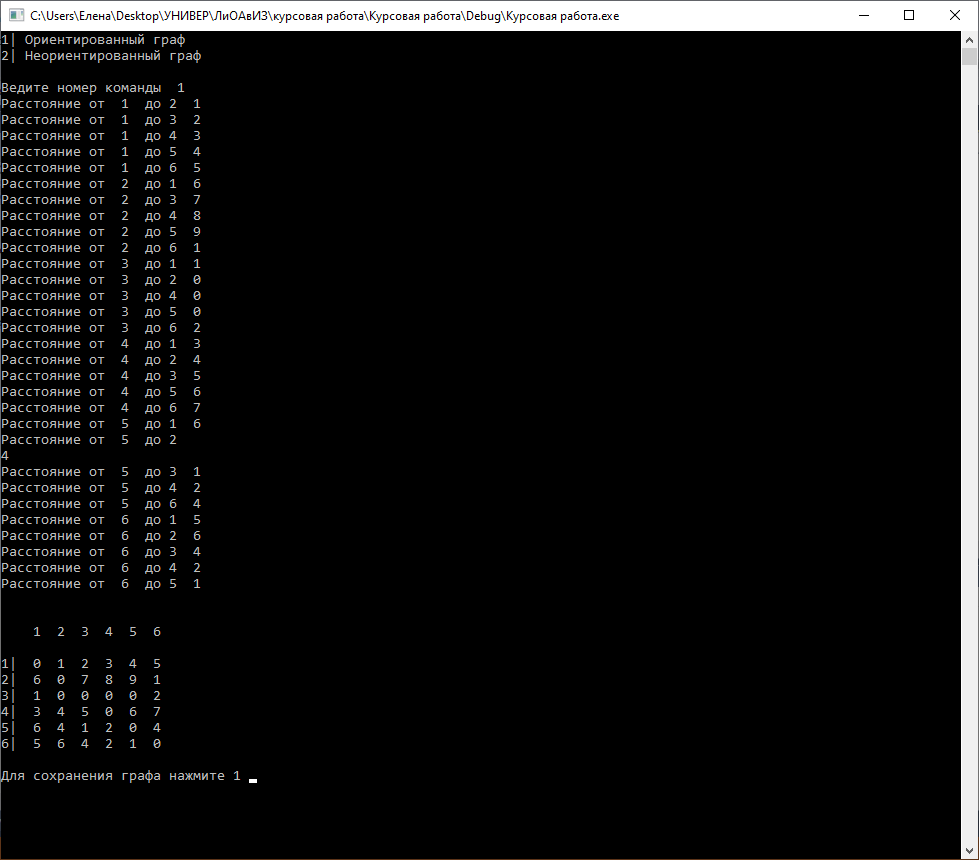 C:\Users\Елена\Desktop\УНИВЕР\ЛиОАвИЗ\курсовая работа\Курсовая работа\Debug\Курсовая работа.exe
1| Ориентированный граф
2| Неориентированный граф
Ведите номер команды  1
Расстояние от  1  до 2  1
Расстояние от  1  до 3  2
Расстояние от  1  до 4  3
Расстояние от  1  до 5  4
Расстояние от  1  до 6  5
Расстояние от  2  до 1  6
Расстояние от  2  до 3  7
Расстояние от  2  до 4  8
Расстояние от  2  до 5  9
Расстояние от  2  до 6  1
Расстояние от  3  до 1  1
Расстояние от  3  до 2  0
Расстояние от  3  до 4  0
Расстояние от  3  до 5  0
Расстояние от  3  до 6  2
Расстояние от  4  до 1  3
Расстояние от  4  до 2  4
Расстояние от  4  до 3  5
Расстояние от  4  до 5  6
Расстояние от  4  до 6  7
Расстояние от  5  до 1  6
Расстояние от  5  до 2
4
Расстояние от  5  до 3  1
Расстояние от  5  до 4  2
Расстояние от  5  до 6  4
Расстояние от  6  до 1  5
Расстояние от  6  до 2  6
Расстояние от  6  до 3  4
Расстояние от  6  до 4  2
Расстояние от  6  до 5  1
1  2  3  4  5  6
1|  0  1  2  3  4  5
2|  6  0  7  8  9  1
3|  1  0  0  0  0  2
4|  3  4  5  0  6  7
5|  6  4  1  2  0  4
6|  5  6  4  2  1  0
Для сохранения графа нажмите 1